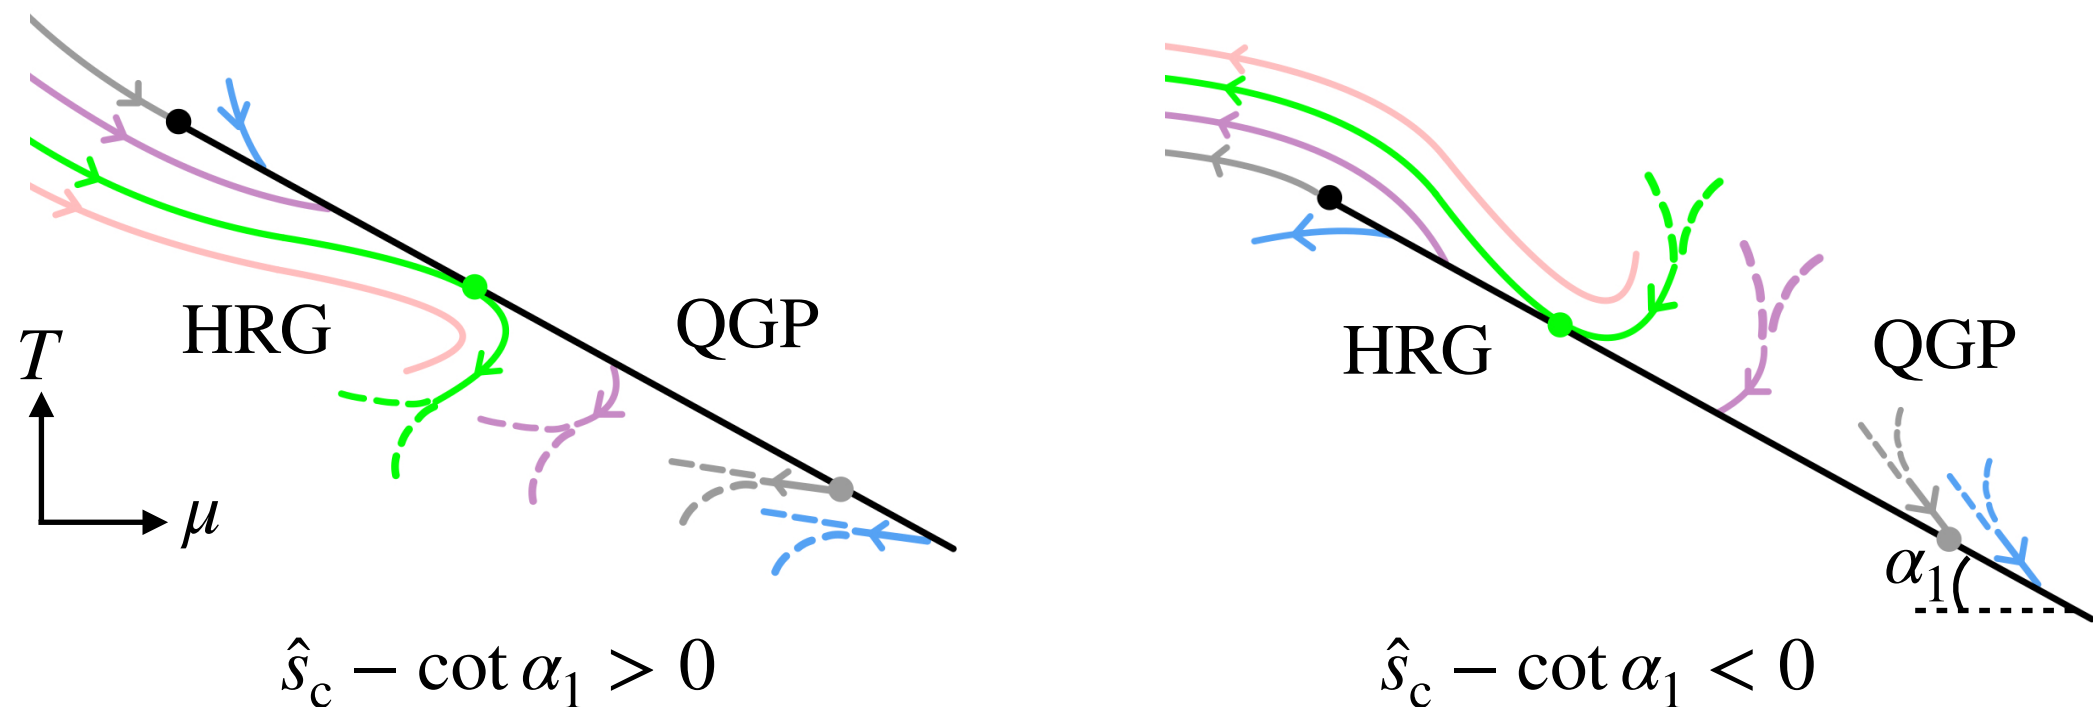 HRG
QGP
T
μ
ŝc − cot α1 > 0
HRG
QGP
α1
ŝc − cot α1 < 0